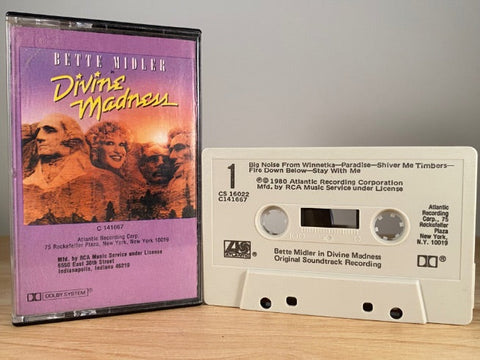 BETTE MIDLER
in
Divine
Madness
C 141667
Atlantic Recording Corp.
75 Rockefeller Plaza, New York, New York 10019
Mfd. by RCA Music Service under License
6550 East 30th Street
Indianapolis, Indiana 46219
DOLBY SYSTEM
1
Big Noise From Winnetka—Paradise—Shiver Me Timbers—
Fire Down Below—Stay With Me
CS 16022
C141667
℗© 1980 Atlantic Recording Corporation
Mfd. by RCA Music Service under License
Atlantic
Recording
Corp., 75
Rockefeller
Plaza,
New York,
N.Y. 10019
ATLANTIC
Bette Midler in Divine Madness
Original Soundtrack Recording